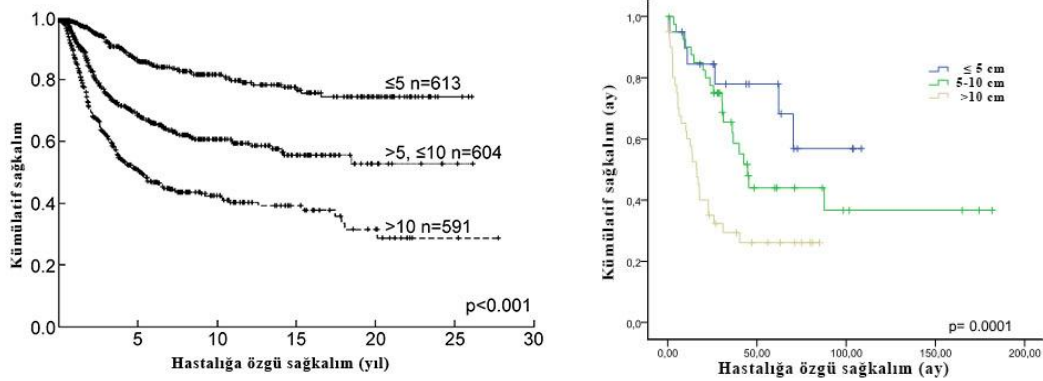 1.0
0.8
0.6
0.4
0.2
0.0
Kümülatif sağkalım
≤5 n=613
>5, ≤10 n=604
>10 n=591
p<0.001
5
10
15
20
25
30
Hastalığa özgü sağkalım (yıl)
1,0
0,8
0,6
0,4
0,2
0,0
Kümülatif sağkalım (ay)
≤ 5 cm
5-10 cm
>10 cm
p= 0.0001
0,00
50,00
100,00
150,00
200,00
Hastalığa özgü sağkalım (ay)